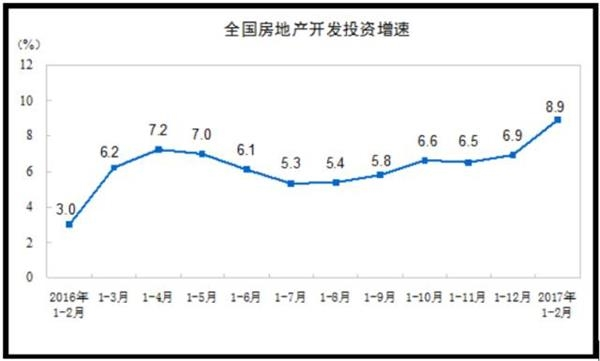 全国房地产开发投资增速
(%)
12
10
8
6
4
2
0
3.0
6.2
7.2
7.0
6.1
5.3
5.4
5.8
6.6
6.5
6.9
8.9
2016年
1-2月
1-3月
1-4月
1-5月
1-6月
1-7月
1-8月
1-9月
1-10月
1-11月
1-12月
2017年
1-2月